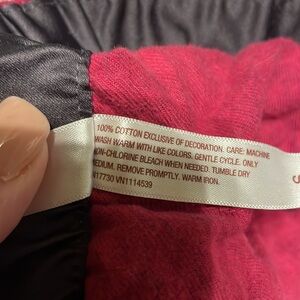 100% COTTON EXCLUSIVE OF DECORATION. CARE: MACHINE
WASH WARM WITH LIKE COLORS. GENTLE CYCLE. ONLY
NON-CHLORINE BLEACH WHEN NEEDED. TUMBLE DRY
MEDIUM. REMOVE PROMPTLY. WARM IRON.
N17730 VN1114539